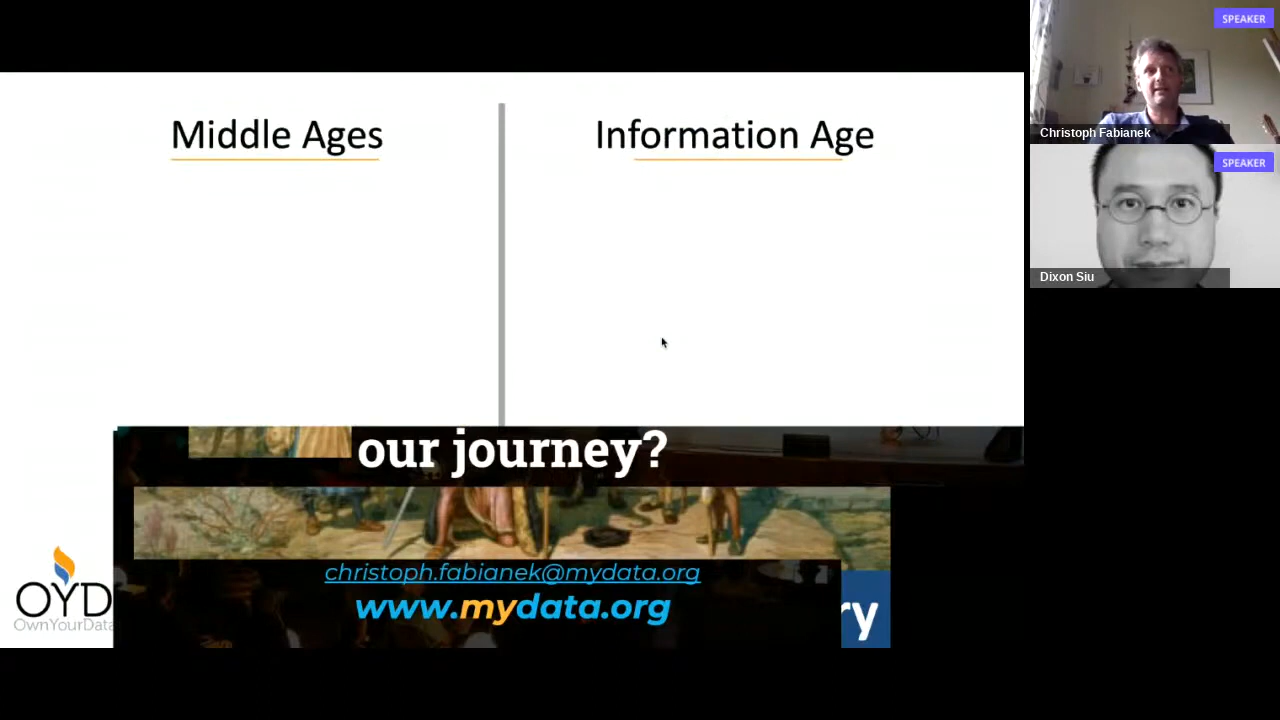 Middle Ages
Information Age
our journey?
christoph.fabianek@mydata.org
www.mydata.org
ry
OYD
OwnYourData
SPEAKER
Christoph Fabianek
SPEAKER
Dixon Siu